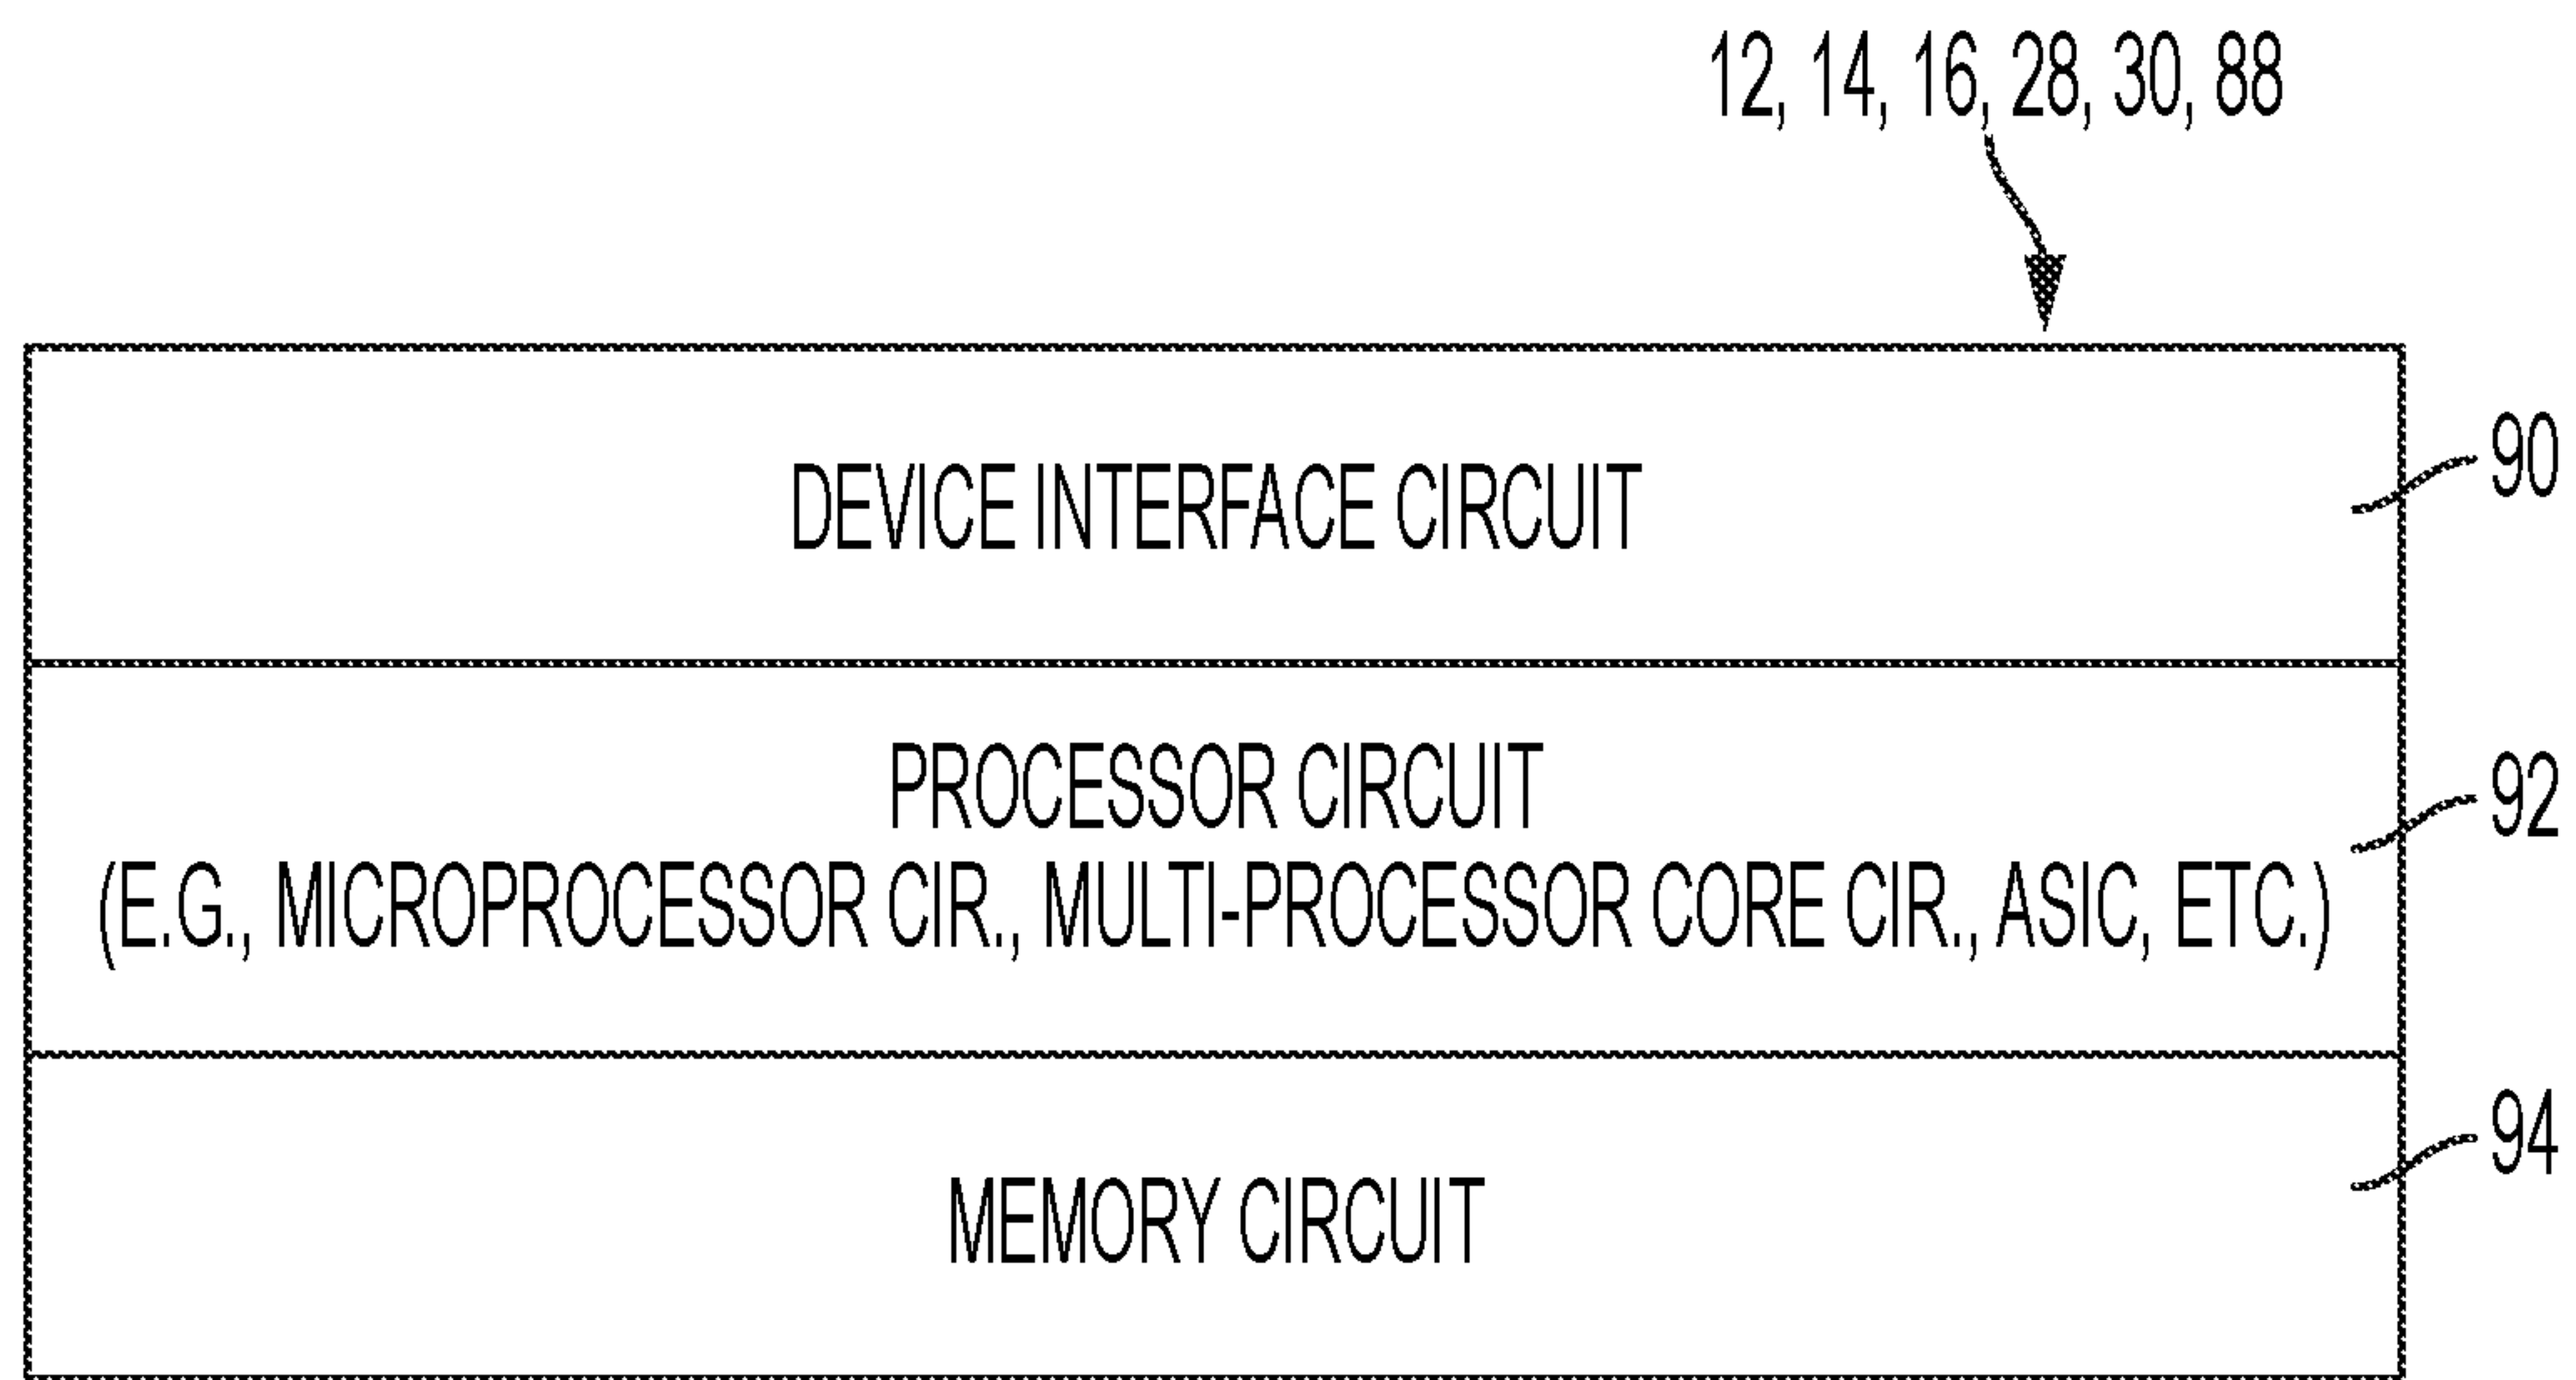 12, 14, 16, 28, 30, 88
DEVICE INTERFACE CIRCUIT
90
PROCESSOR CIRCUIT
(E.G., MICROPROCESSOR CIR., MULTI-PROCESSOR CORE CIR., ASIC, ETC.)
92
MEMORY CIRCUIT
94